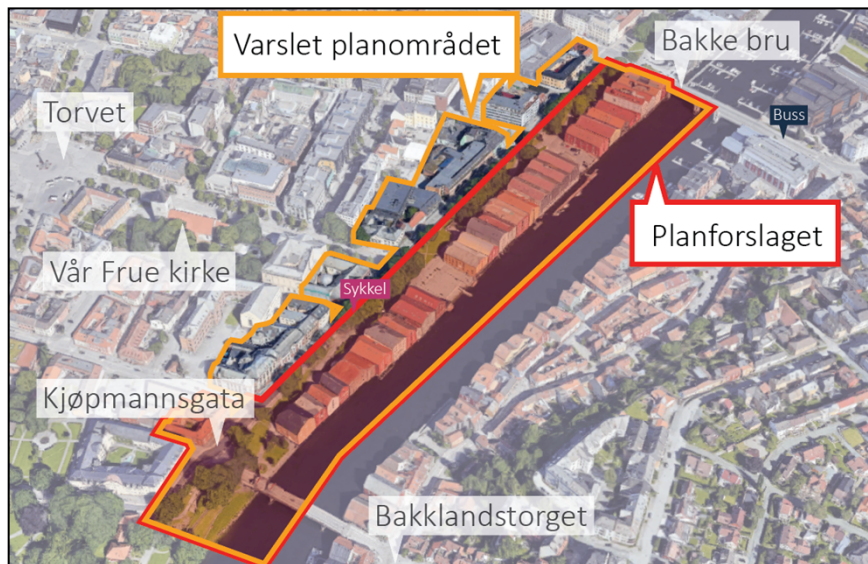 Varslet planområdet
Bakke bru
Torvet
Buss
Planforslaget
Vår Frue kirke
Sykkel
Kjøpmannsgata
Bakklandstorget